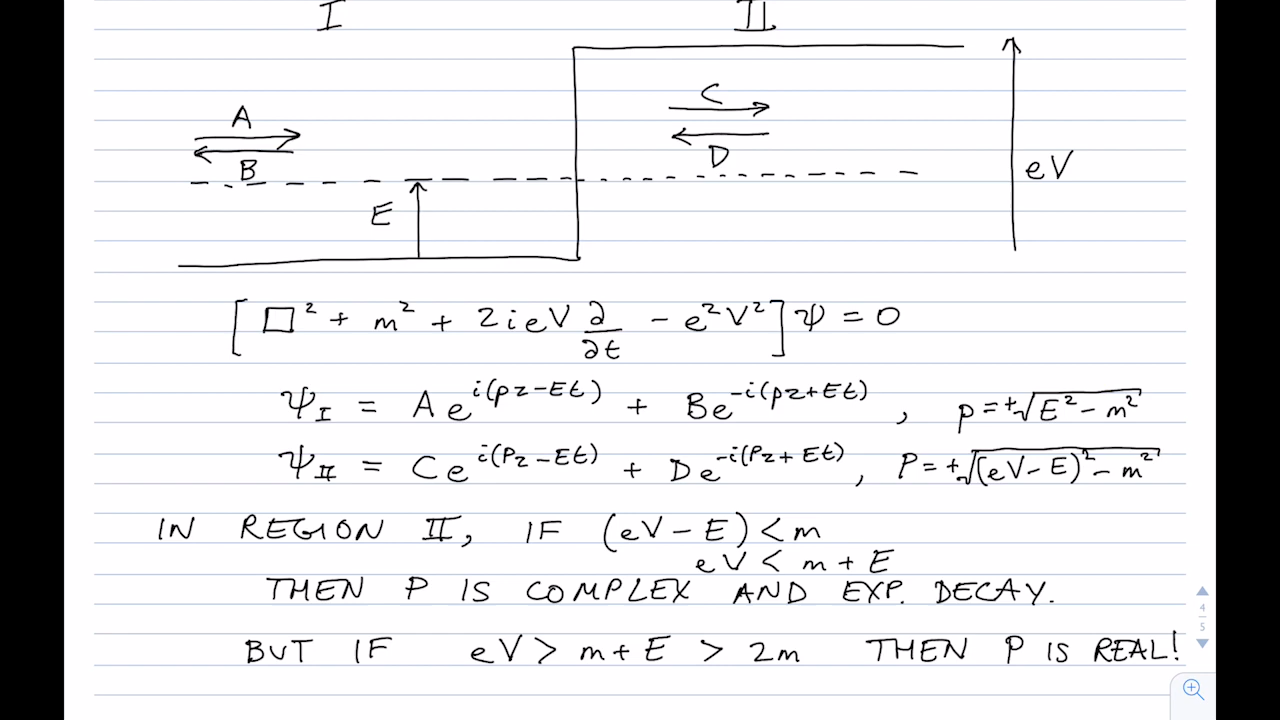 I II
A C
B D
E eV
[□² + m² + 2ieV ∂/∂t - e²V²]ψ = 0
ψ_I = Ae^{i(pz-Et)} + Be^{-i(pz+Et)}, p = +√(E²-m²)
ψ_II = Ce^{i(Pz-Et)} + De^{-i(Pz+Et)}, P = +√((eV-E)²-m²)
IN REGION II, IF (eV-E) < m
eV < m + E
THEN P IS COMPLEX AND EXP. DECAY.
BUT IF eV > m+E > 2m THEN P IS REAL!
4
5